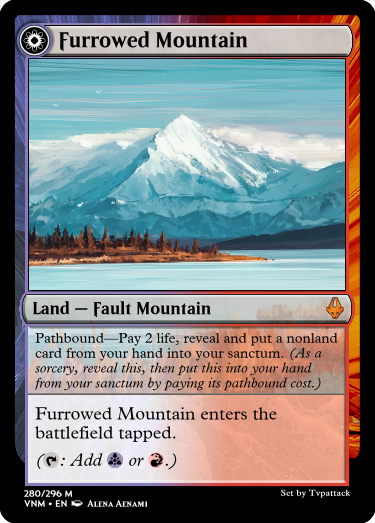 Furrowed Mountain
Land — Fault Mountain
Pathbound—Pay 2 life, reveal and put a nonland
card from your hand into your sanctum. (As a
sorcery, reveal this, then put this into your hand
from your sanctum by paying its pathbound cost.)
Furrowed Mountain enters the
battlefield tapped.
(: Add or .)
280/296 M
Set by Tvpattack
VNM • EN Alena Aenami